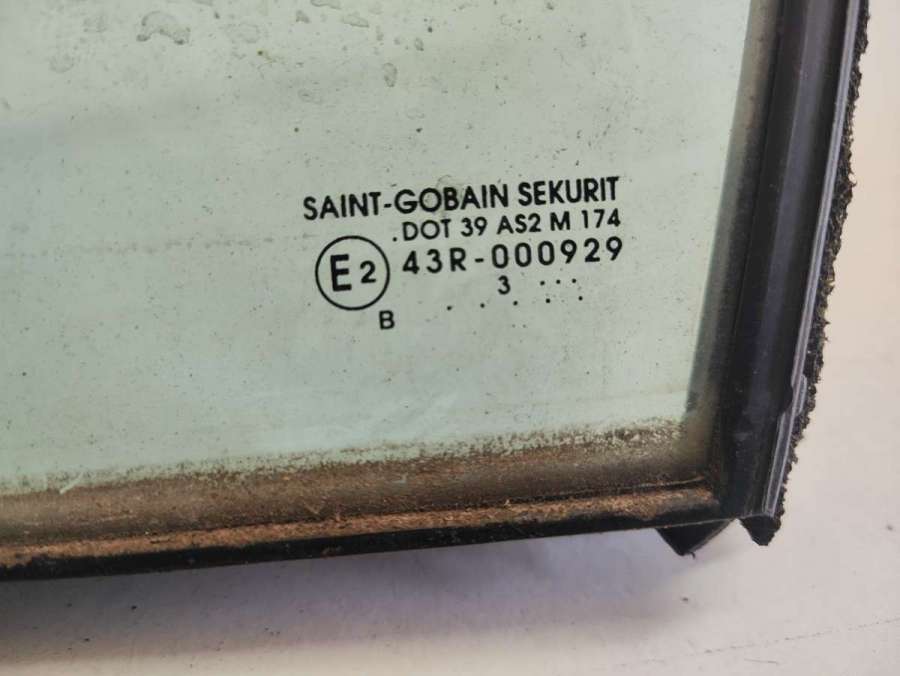 SAINT-GOBAIN SEKURIT
.DOT 39 AS2 M 174
E2 43R-000929
3
B